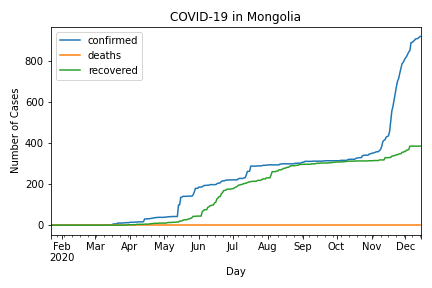 COVID-19 in Mongolia
confirmed
deaths
recovered
Number of Cases
800
600
400
200
0
Feb Mar Apr May Jun Jul Aug Sep Oct Nov Dec
2020
Day